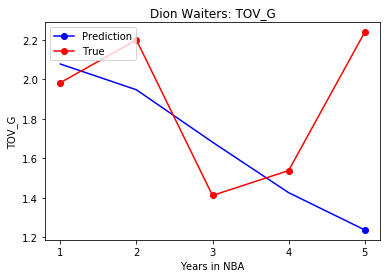 Dion Waiters: TOV_G
Prediction
True
2.2
2.0
1.8
1.6
1.4
1.2
TOV_G
1 2 3 4 5
Years in NBA